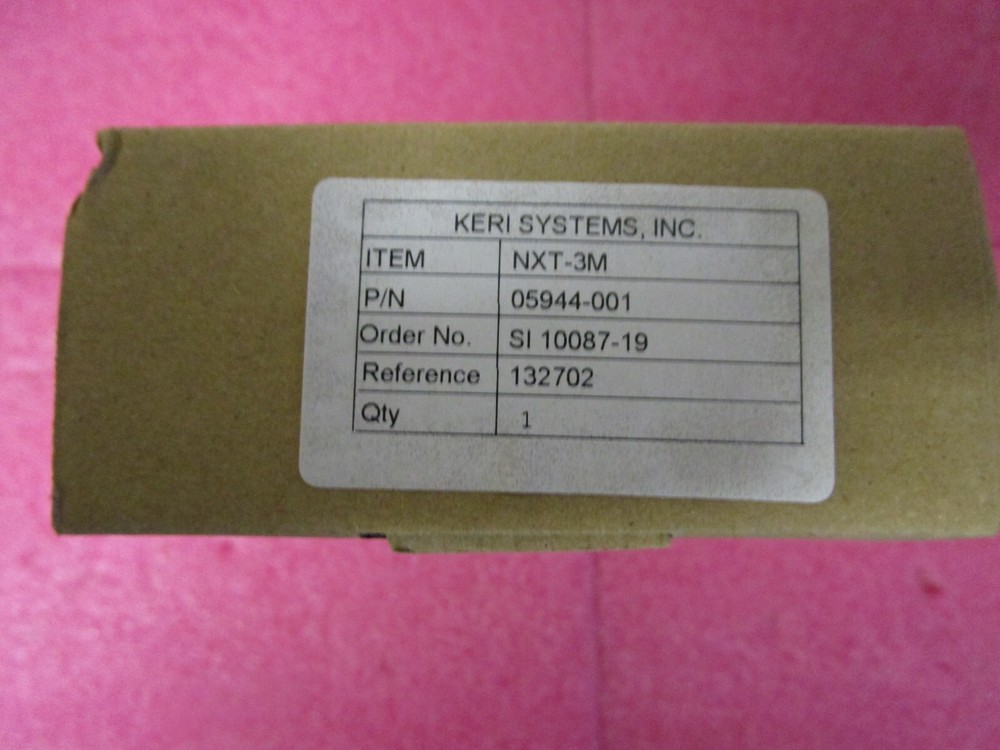 KERI SYSTEMS, INC.
ITEM NXT-3M
P/N 05944-001
Order No. SI 10087-19
Reference 132702
Qty 1